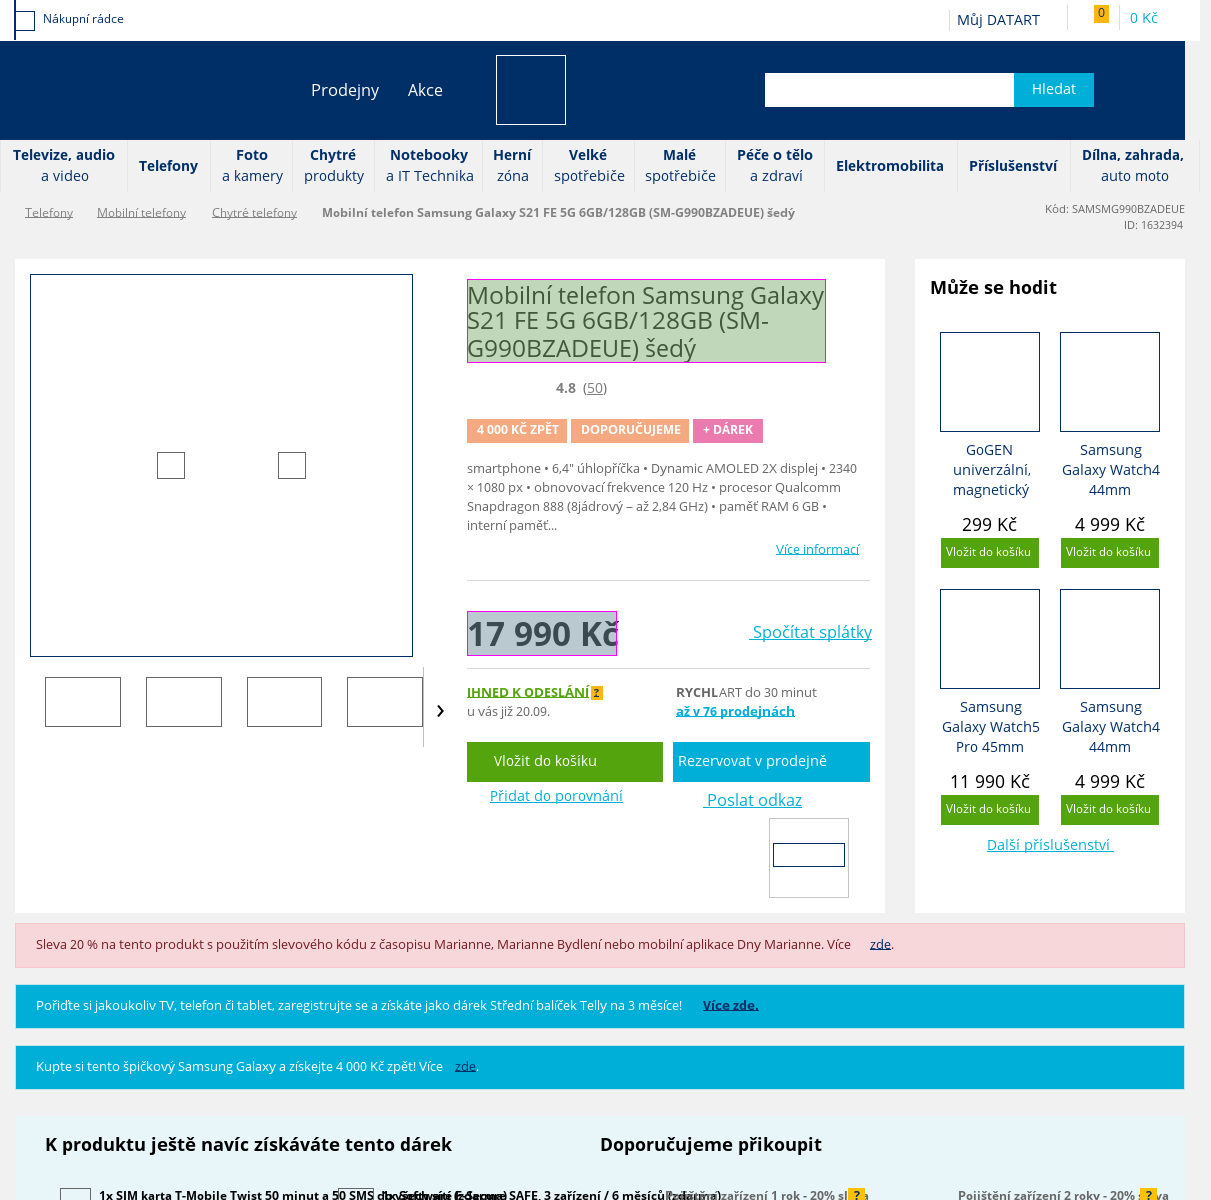 Nákupní rádce
Můj DATART
0
0 Kč
Prodejny
Akce
Hledat
Televize, audio
a video
Telefony
Foto
a kamery
Chytré
produkty
Notebooky
a IT Technika
Herní
zóna
Velké
spotřebiče
Malé
spotřebiče
Péče o tělo
a zdraví
Elektromobilita
Příslušenství
Dílna, zahrada,
auto moto
Telefony
Mobilní telefony
Chytré telefony
Mobilní telefon Samsung Galaxy S21 FE 5G 6GB/128GB (SM-G990BZADEUE) šedý
Kód: SAMSMG990BZADEUE
ID: 1632394
Mobilní telefon Samsung Galaxy
S21 FE 5G 6GB/128GB (SM-
G990BZADEUE) šedý
4.8 (50)
4 000 KČ ZPĚT
DOPORUČUJEME
+ DÁREK
smartphone • 6,4" úhlopříčka • Dynamic AMOLED 2X displej • 2340
× 1080 px • obnovovací frekvence 120 Hz • procesor Qualcomm
Snapdragon 888 (8jádrový – až 2,84 GHz) • paměť RAM 6 GB •
interní paměť...
Více informací
17 990 Kč
Spočítat splátky
IHNED K ODESLÁNÍ ?
u vás již 20.09.
RYCHLART do 30 minut
až v 76 prodejnách
Vložit do košíku
Rezervovat v prodejně
Přidat do porovnání
Poslat odkaz
Může se hodit
GoGEN
univerzální,
magnetický
299 Kč
Vložit do košíku
Samsung
Galaxy Watch4
44mm
4 999 Kč
Vložit do košíku
Samsung
Galaxy Watch5
Pro 45mm
11 990 Kč
Vložit do košíku
Samsung
Galaxy Watch4
44mm
4 999 Kč
Vložit do košíku
Další příslušenství
Sleva 20 % na tento produkt s použitím slevového kódu z časopisu Marianne, Marianne Bydlení nebo mobilní aplikace Dny Marianne. Více zde.
Pořiďte si jakoukoliv TV, telefon či tablet, zaregistrujte se a získáte jako dárek Střední balíček Telly na 3 měsíce! Více zde.
Kupte si tento špičkový Samsung Galaxy a získejte 4 000 Kč zpět! Více zde.
K produktu ještě navíc získáváte tento dárek
Doporučujeme přikoupit
1x SIM karta T-Mobile Twist 50 minut a 50 SMS do všech sítí (zdarma)
1x Software F-Secure SAFE, 3 zařízení / 6 měsíců (zdarma)
Pojištění zařízení 1 rok - 20%
?
Pojištění zařízení 2 roky - 20%
?